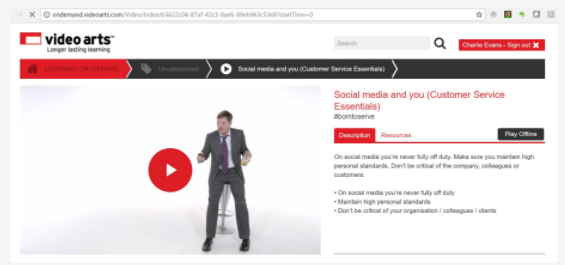 ondemand.videoarts.com/Video/Index/b5622c04-87af-42c3-8ae6-89eb963c53e8?startTime=0
video arts™
Longer lasting learning
Search
Charlie Evans - Sign out ✖
LEARNING ON-DEMAND
Uncategorised
Social media and you (Customer Service Essentials)
Social media and you (Customer Service
Essentials)
#borntoserve
Description
Resources
Play Offline
On social media you're never fully off duty. Make sure you maintain high
personal standards. Don't be critical of the company, colleagues or
customers.
• On social media you're never fully off duty
• Maintain high personal standards
• Don't be critical of your organisation / colleagues / clients